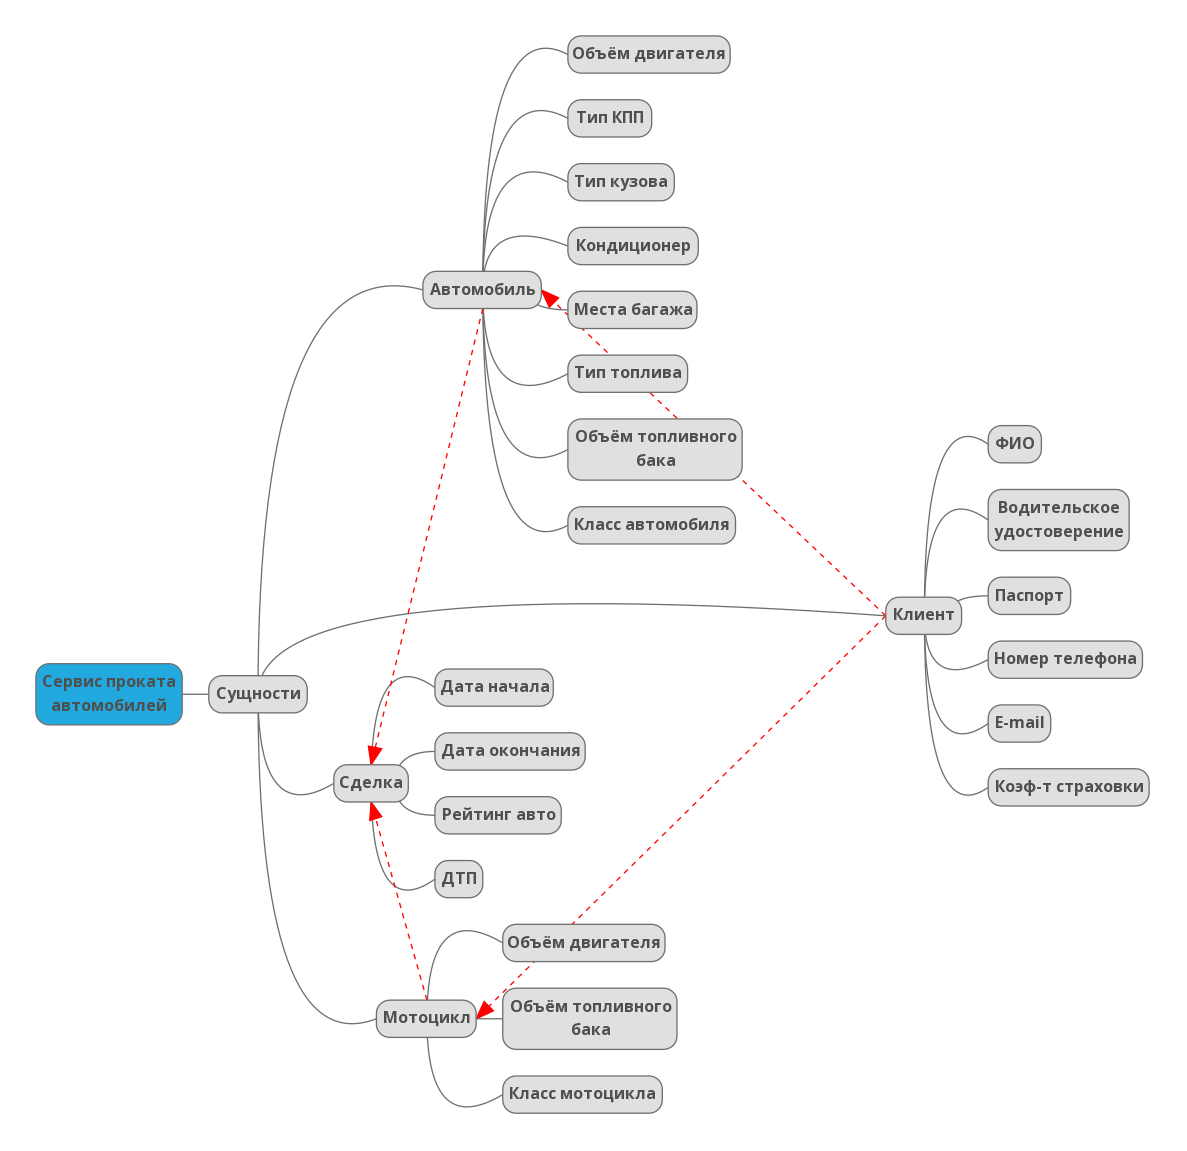 Объём двигателя
Тип КПП
Тип кузова
Кондиционер
Автомобиль
Места багажа
Тип топлива
Объём топливного
бака
Класс автомобиля
ФИО
Водительское
удостоверение
Паспорт
Клиент
Номер телефона
E-mail
Коэф-т страховки
Сервис проката
автомобилей
Сущности
Дата начала
Дата окончания
Сделка
Рейтинг авто
ДТП
Объём двигателя
Мотоцикл
Объём топливного
бака
Класс мотоцикла